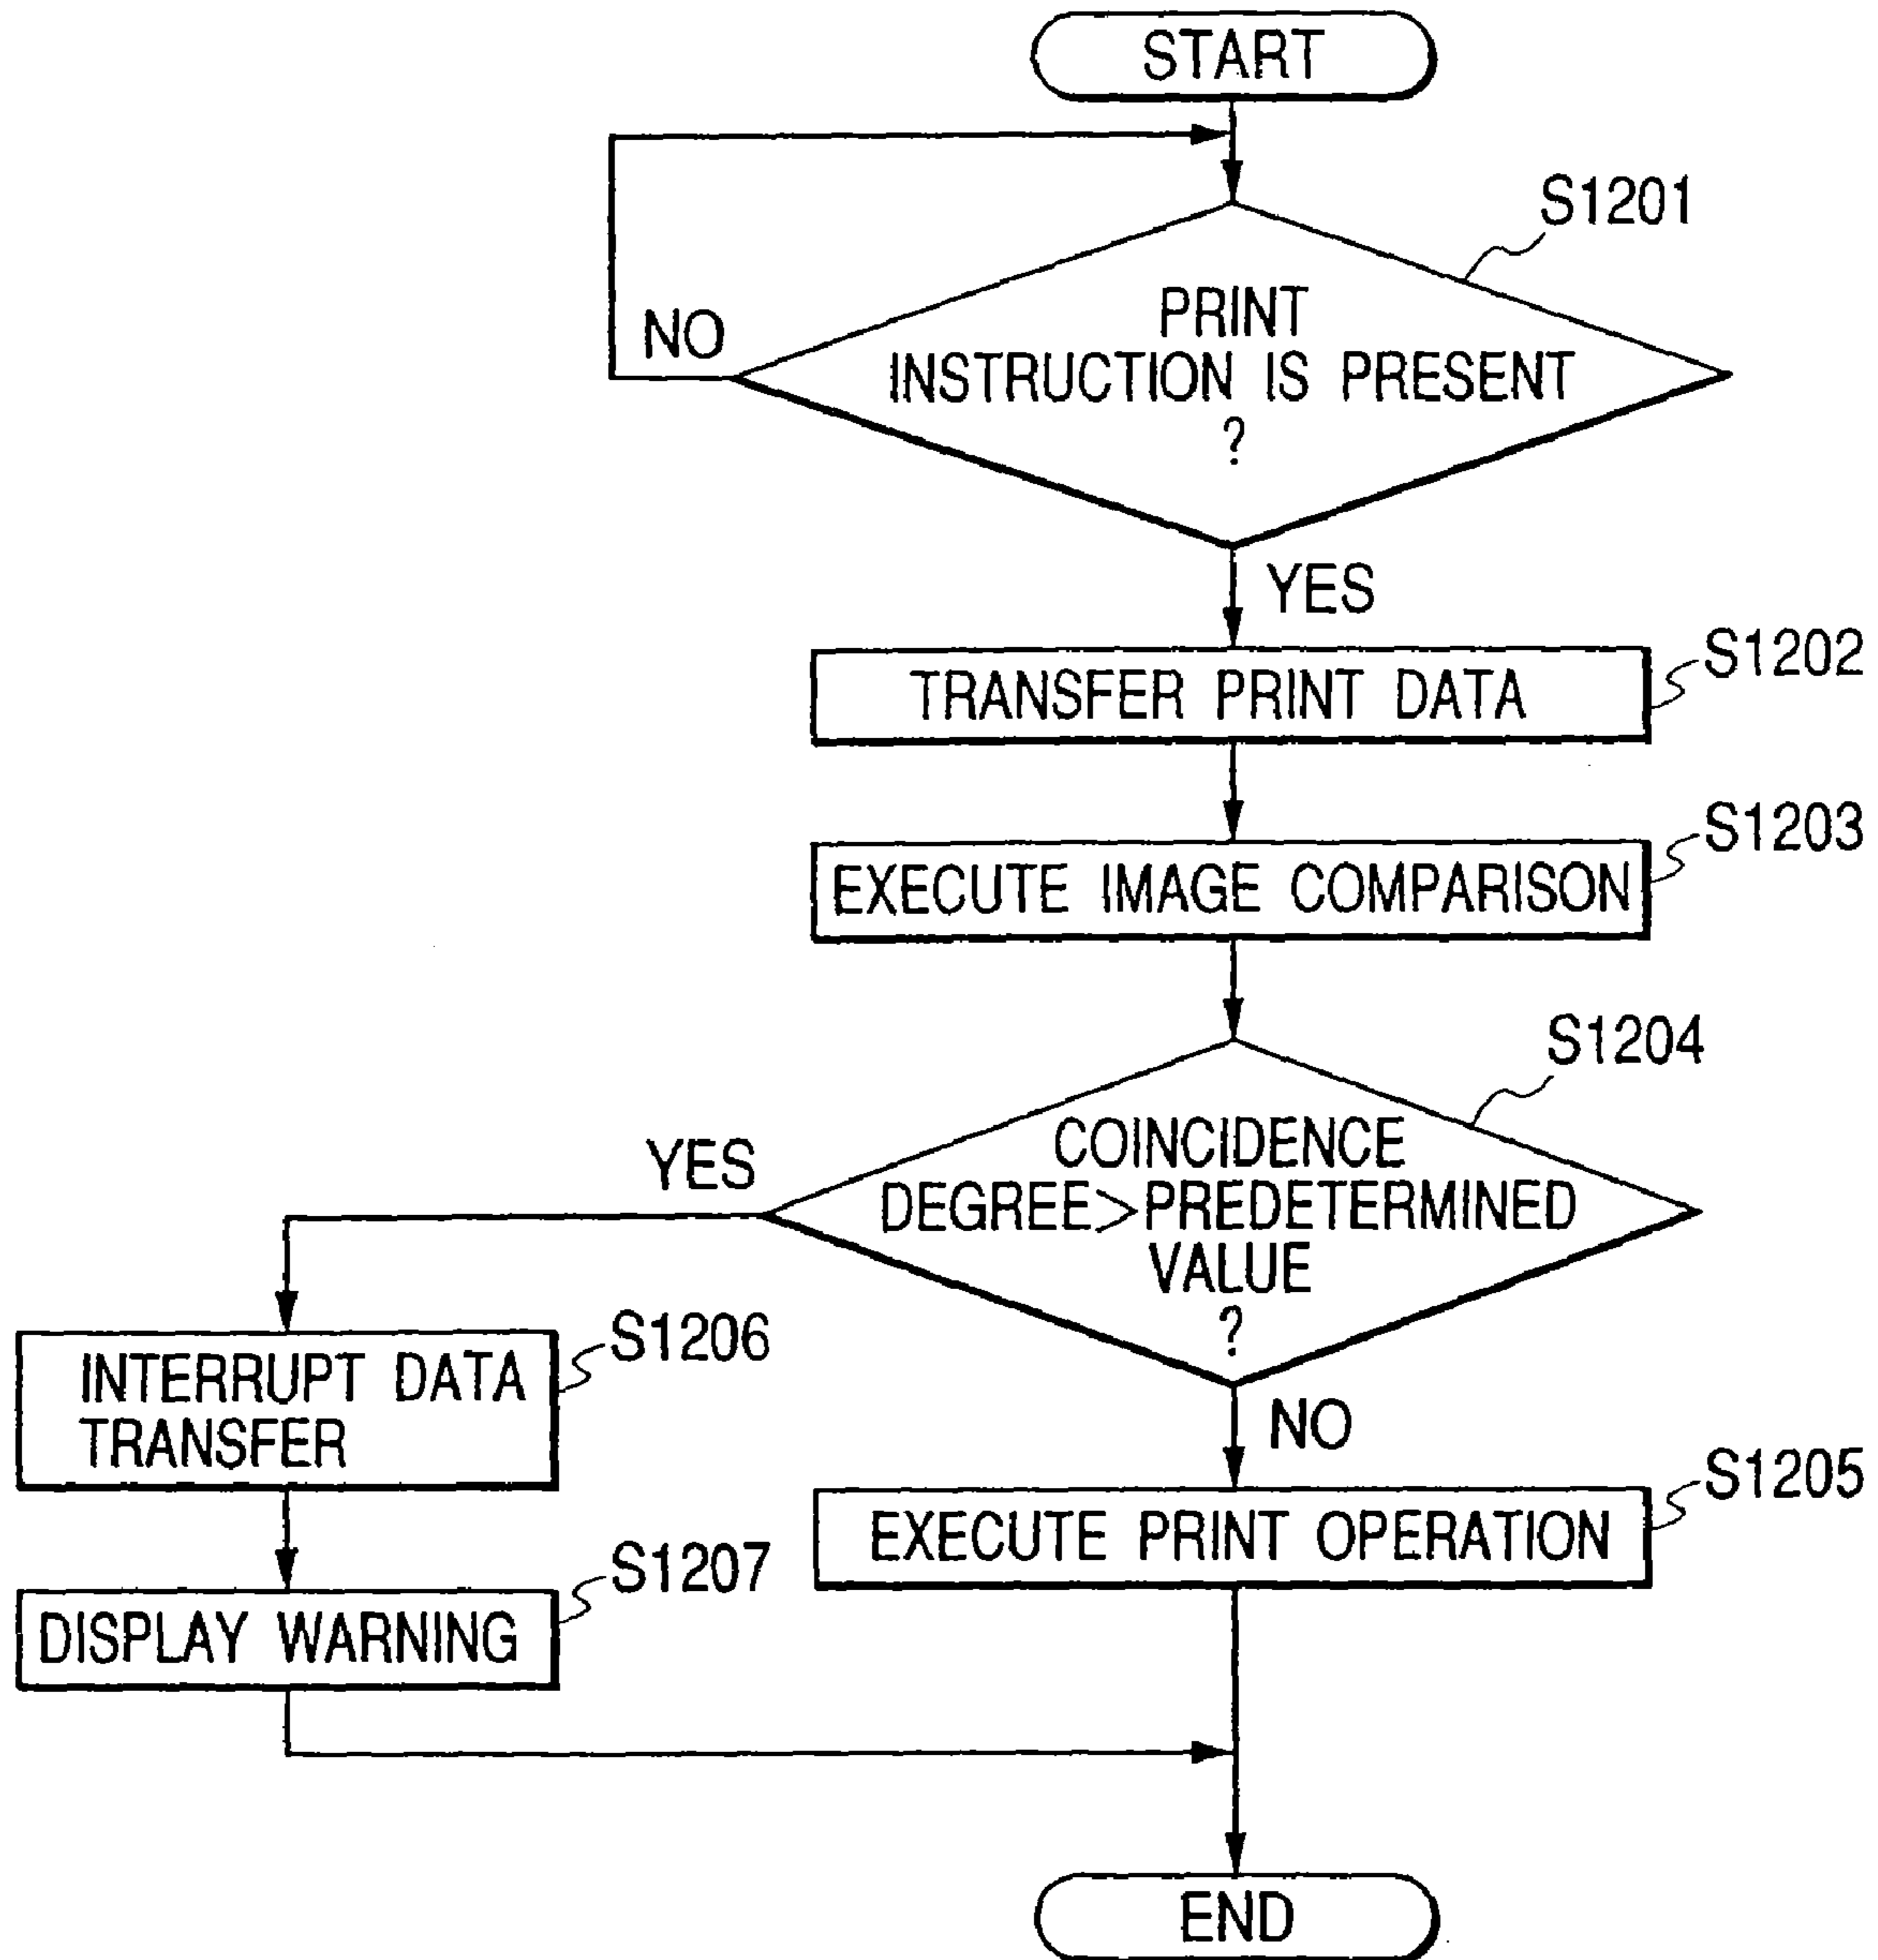 START
S1201
PRINT
INSTRUCTION IS PRESENT
?
NO
YES
TRANSFER PRINT DATA
S1202
EXECUTE IMAGE COMPARISON
S1203
S1204
COINCIDENCE
DEGREE>PREDETERMINED
VALUE
?
YES
NO
INTERRUPT DATA
TRANSFER
S1206
EXECUTE PRINT OPERATION
S1205
DISPLAY WARNING
S1207
END